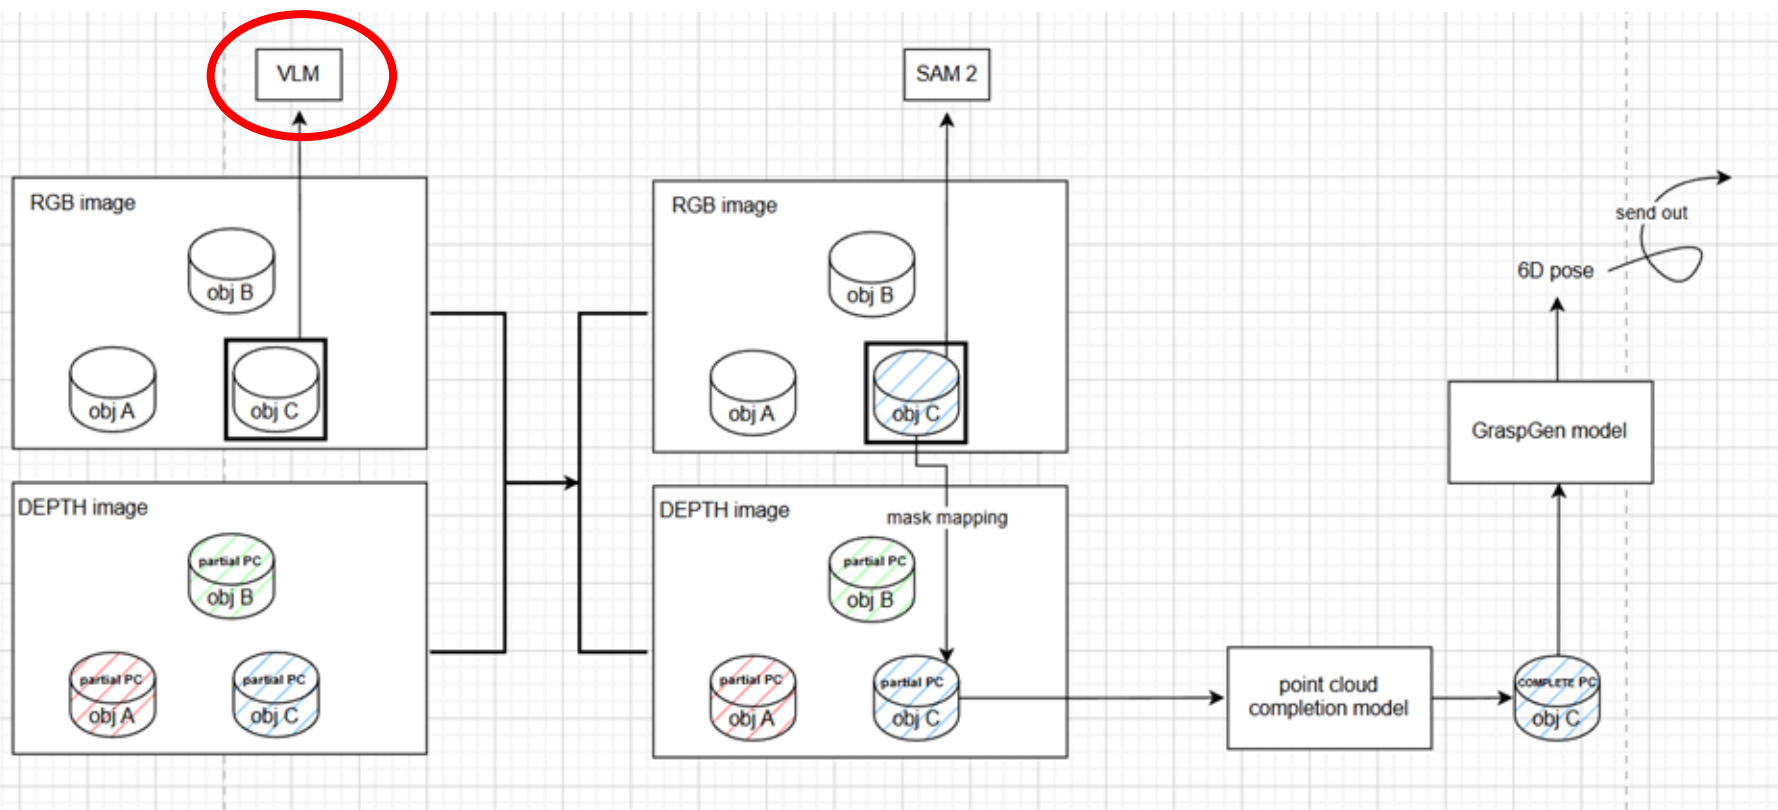 VLM
RGB image
obj B
obj A
obj C
DEPTH image
partial PC
obj B
partial PC
obj A
partial PC
obj C
SAM 2
RGB image
obj B
obj A
obj C
DEPTH image
mask mapping
partial PC
obj B
partial PC
obj A
partial PC
obj C
point cloud
completion model
COMPLETE PC
obj C
GraspGen model
6D pose
send out